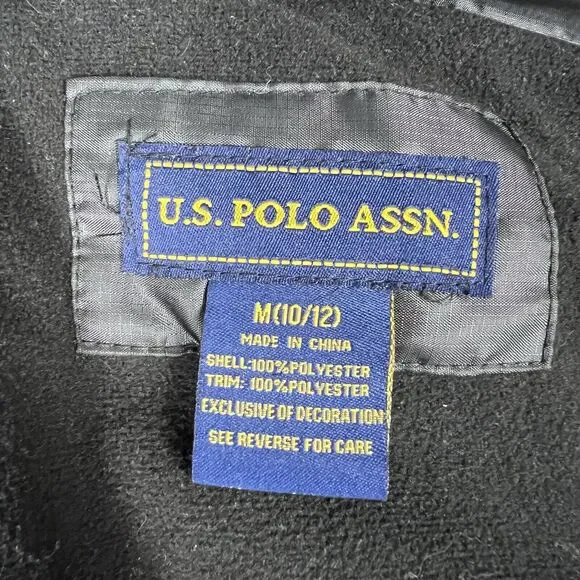 U.S. POLO ASSN.
M(10/12)
MADE IN CHINA
SHELL:100%POLYESTER
TRIM: 100%POLYESTER
EXCLUSIVE OF DECORATION
SEE REVERSE FOR CARE